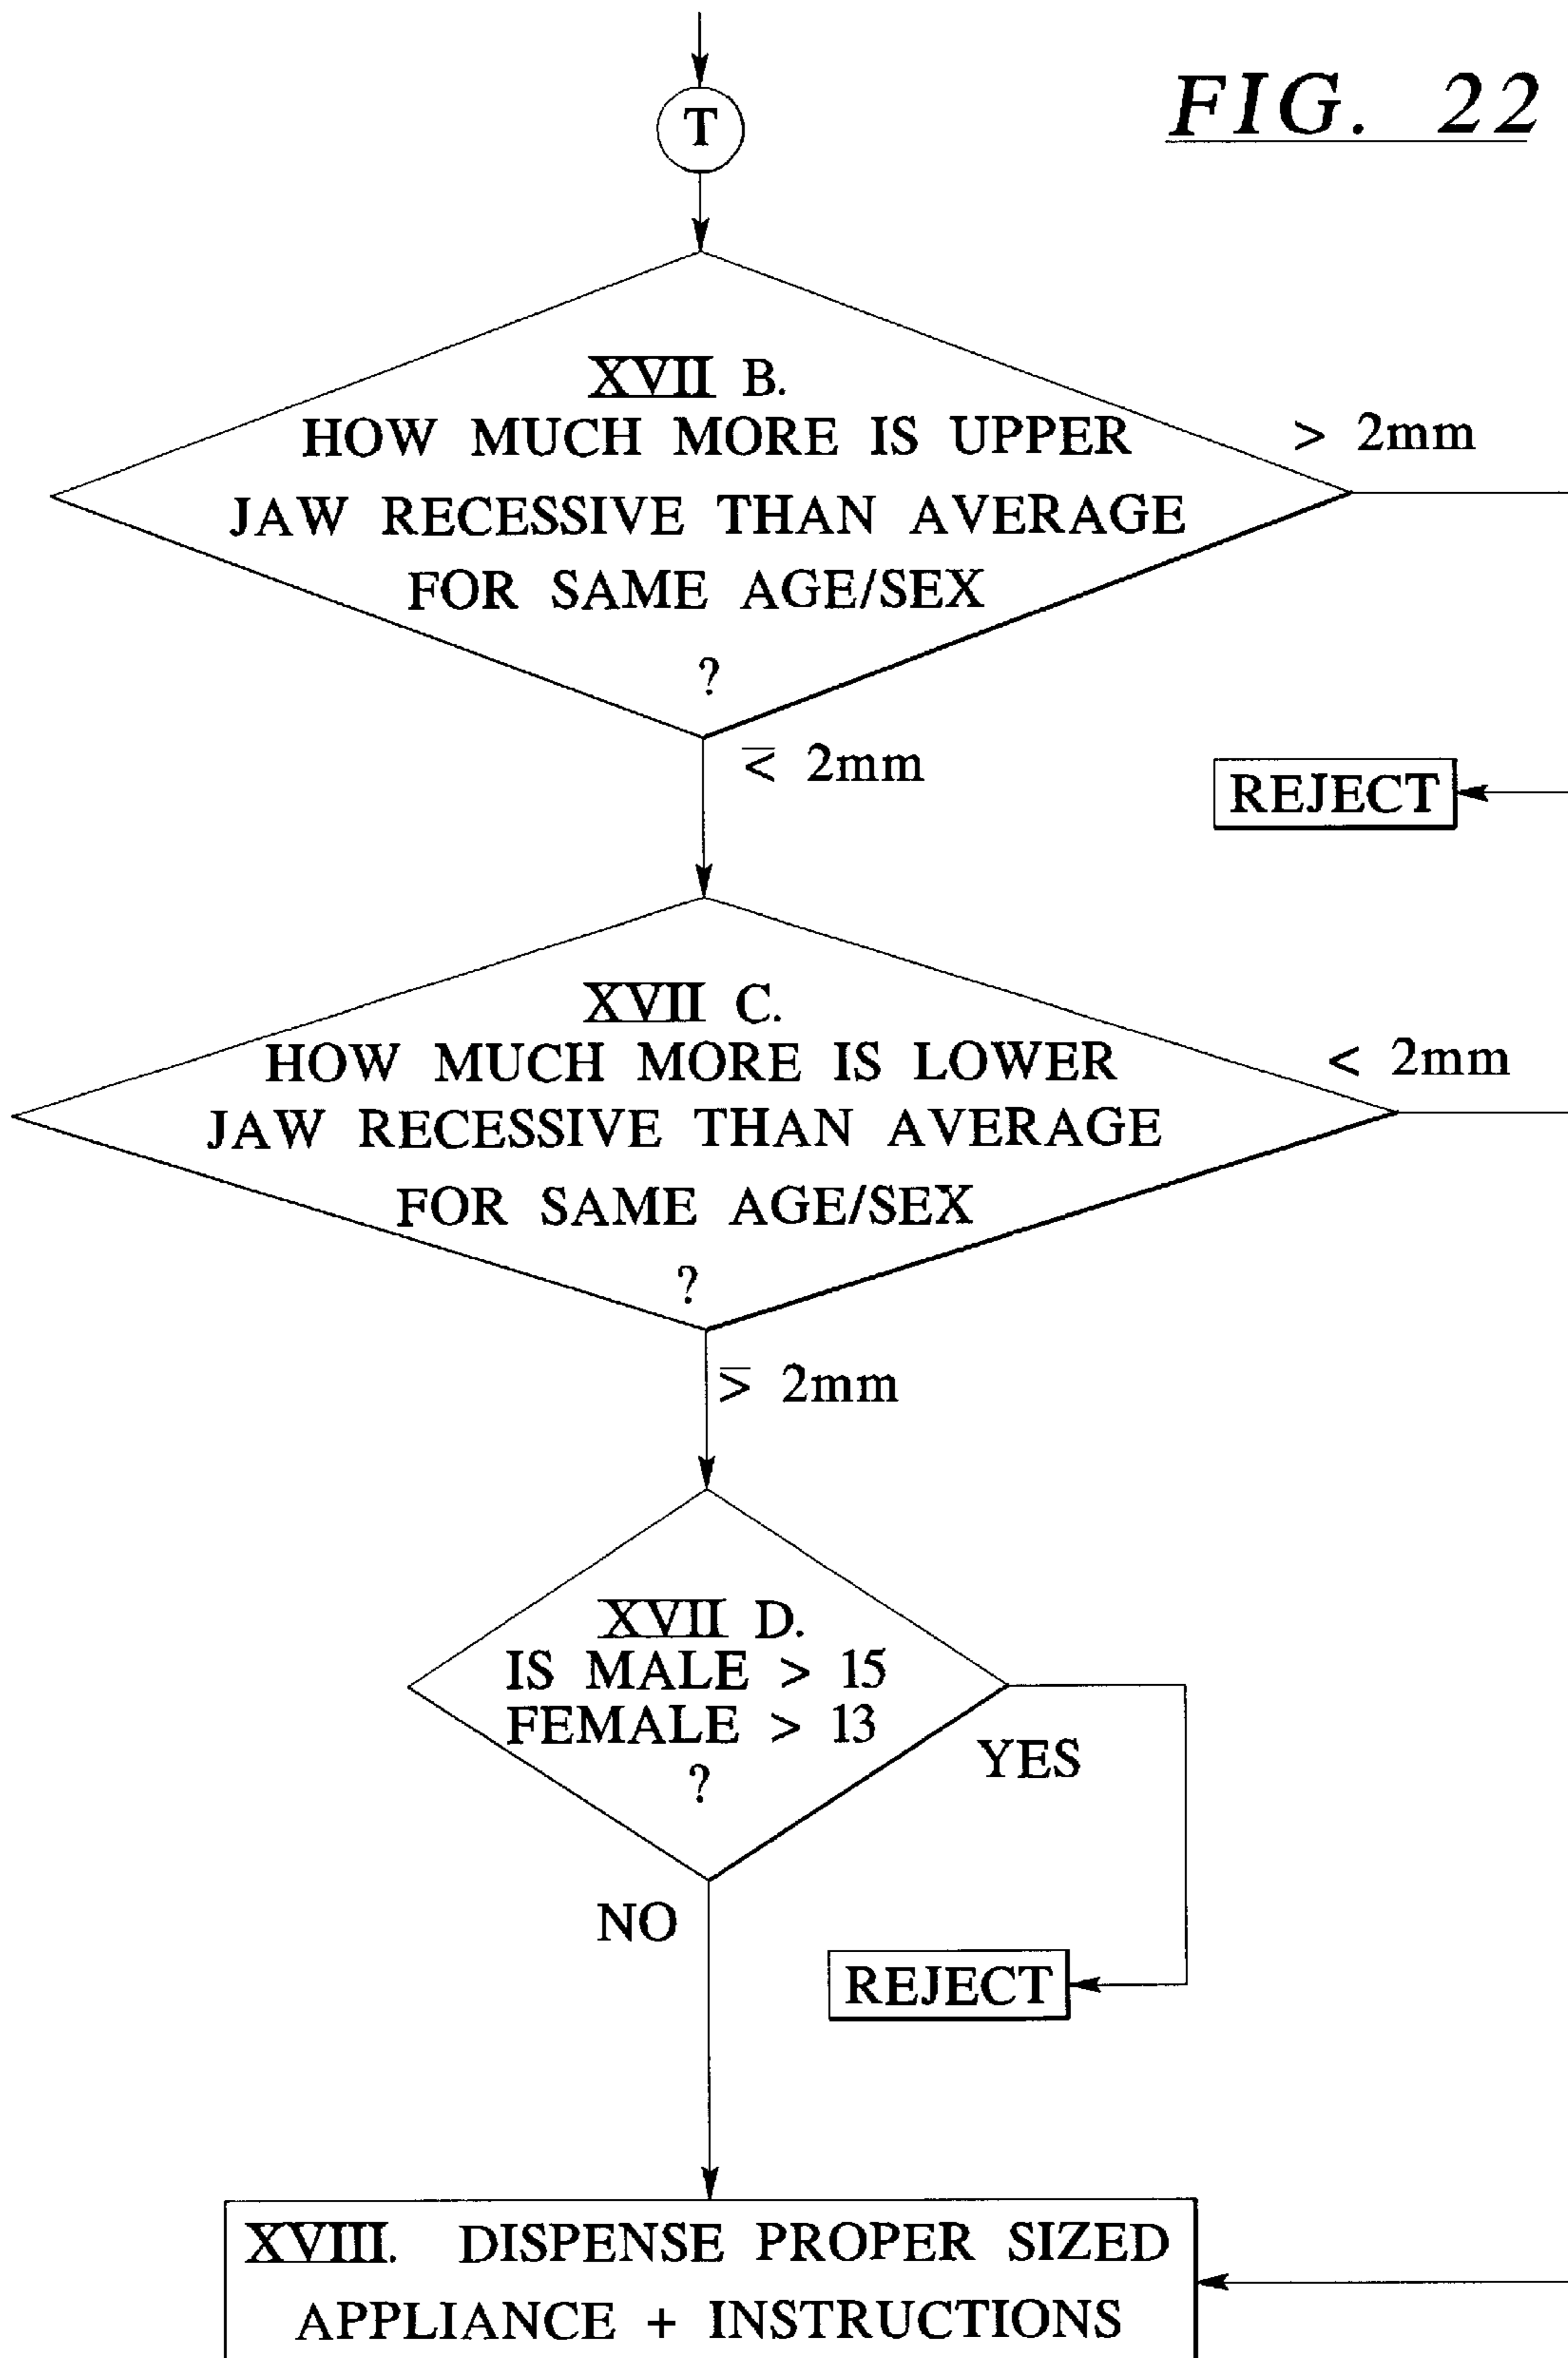 FIG. 22
T
XVII B.
HOW MUCH MORE IS UPPER
JAW RECESSIVE THAN AVERAGE
FOR SAME AGE/SEX
?
> 2mm
≤ 2mm
REJECT
XVII C.
HOW MUCH MORE IS LOWER
JAW RECESSIVE THAN AVERAGE
FOR SAME AGE/SEX
?
< 2mm
≥ 2mm
XVII D.
IS MALE > 15
FEMALE > 13
?
YES
NO
REJECT
XVIII. DISPENSE PROPER SIZED
APPLIANCE + INSTRUCTIONS